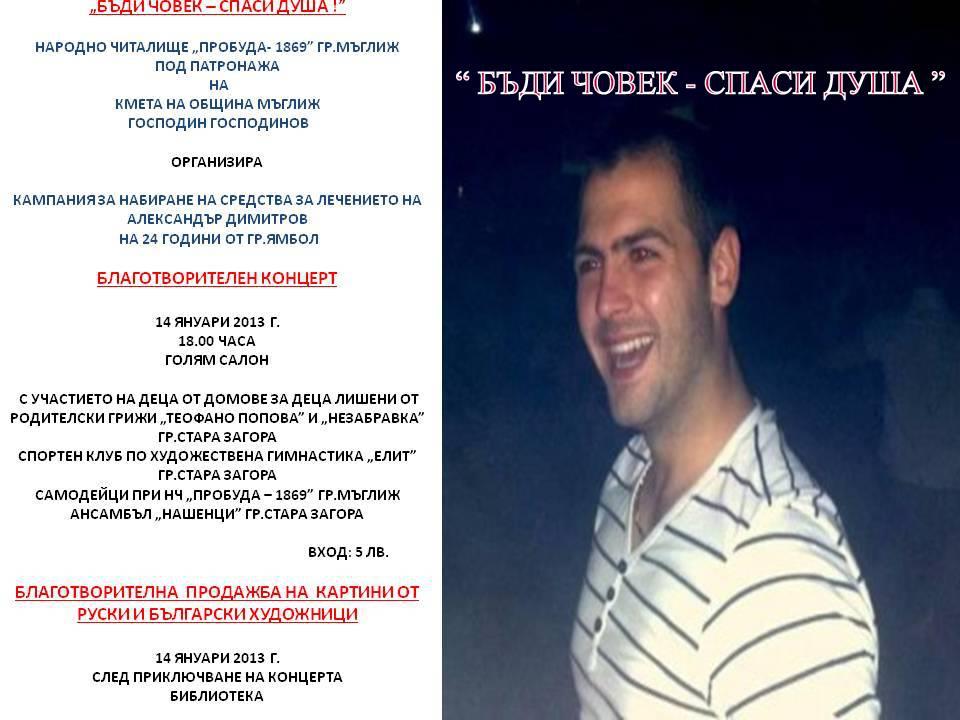 „БЪДИ ЧОВЕК – СПАСИ ДУША !”
НАРОДНО ЧИТАЛИЩЕ „ПРОБУДА- 1869” ГР.МЪГЛИЖ
ПОД ПАТРОНАЖА
НА
КМЕТА НА ОБЩИНА МЪГЛИЖ
ГОСПОДИН ГОСПОДИНОВ
ОРГАНИЗИРА
КАМПАНИЯ ЗА НАБИРАНЕ НА СРЕДСТВА ЗА ЛЕЧЕНИЕТО НА
АЛЕКСАНДЪР ДИМИТРОВ
НА 24 ГОДИНИ ОТ ГР.ЯМБОЛ
БЛАГОТВОРИТЕЛЕН КОНЦЕРТ
14 ЯНУАРИ 2013 Г.
18.00 ЧАСА
ГОЛЯМ САЛОН
С УЧАСТИЕТО НА ДЕЦА ОТ ДОМОВЕ ЗА ДЕЦА ЛИШЕНИ ОТ
РОДИТЕЛСКИ ГРИЖИ „ТЕОФАНО ПОПОВА” И „НЕЗАБРАВКА”
ГР.СТАРА ЗАГОРА
СПОРТЕН КЛУБ ПО ХУДОЖЕСТВЕНА ГИМНАСТИКА „ЕЛИТ”
ГР.СТАРА ЗАГОРА
САМОДЕЙЦИ ПРИ НЧ „ПРОБУДА – 1869” ГР.МЪГЛИЖ
АНСАМБЪЛ „НАШЕНЦИ” ГР.СТАРА ЗАГОРА
ВХОД: 5 ЛВ.
БЛАГОТВОРИТЕЛНА ПРОДАЖБА НА КАРТИНИ ОТ
РУСКИ И БЪЛГАРСКИ ХУДОЖНИЦИ
14 ЯНУАРИ 2013 Г.
СЛЕД ПРИКЛЮЧВАНЕ НА КОНЦЕРТА
БИБЛИОТЕКА
“ БЪДИ ЧОВЕК - СПАСИ ДУША ”